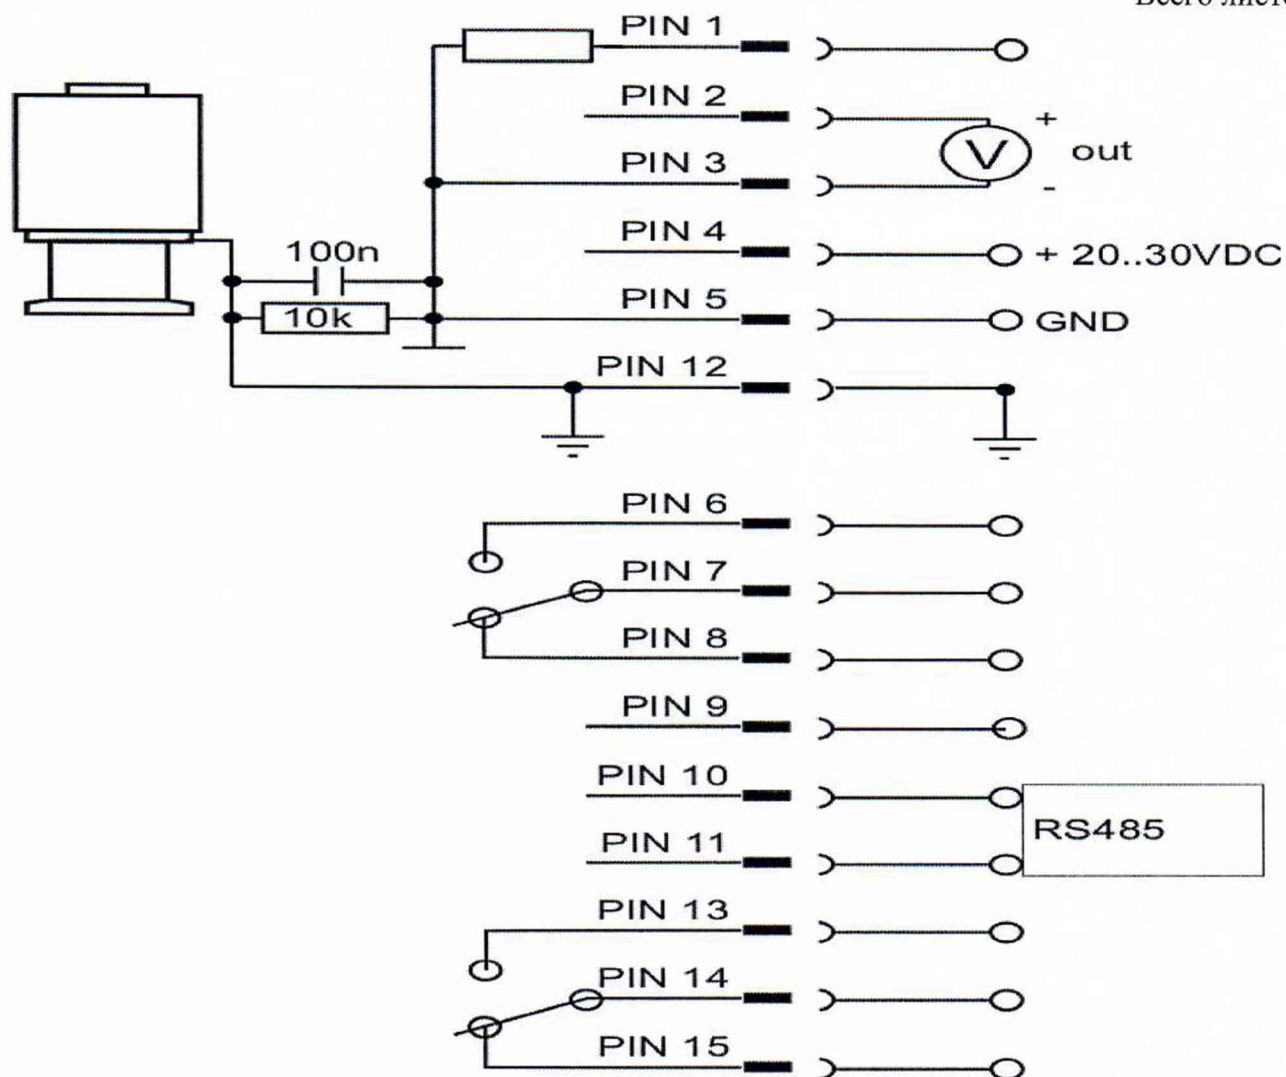 PIN 1
PIN 2
+
V
out
PIN 3
-
PIN 4
+ 20..30VDC
100n
PIN 5
10k
GND
PIN 12
PIN 6
PIN 7
PIN 8
PIN 9
PIN 10
RS485
PIN 11
PIN 13
PIN 14
PIN 15